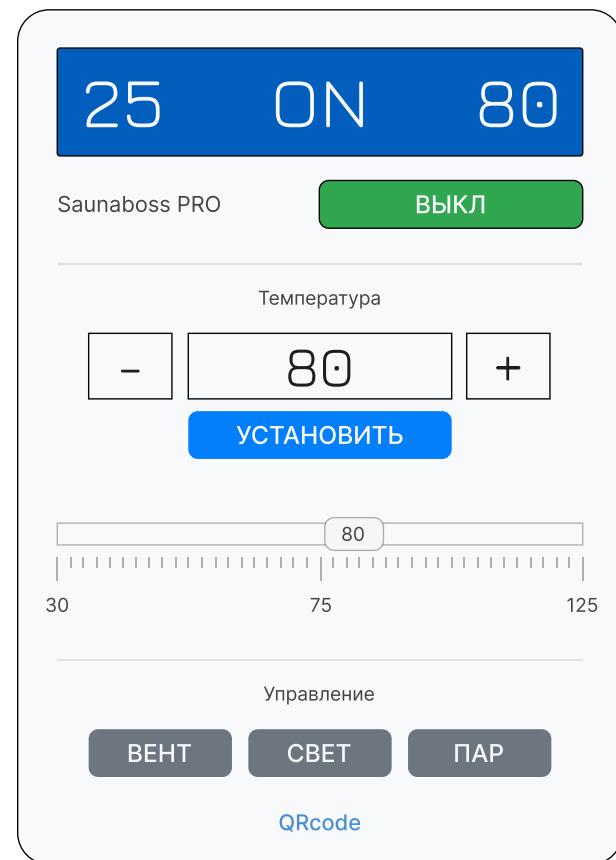 25 ON 80
Saunaboss PRO ВЫКЛ
Температура
- 80 +
УСТАНОВИТЬ
80
30 75 125
Управление
ВЕНТ СВЕТ ПАР
QRcode